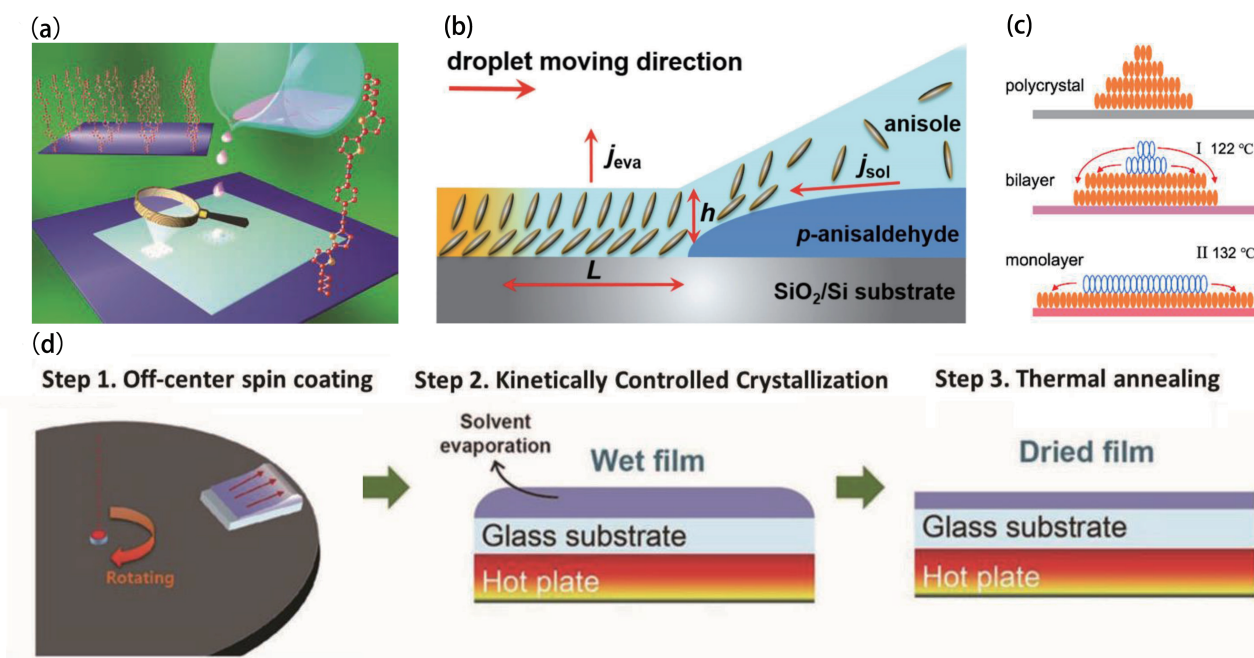 (a)
(b)
droplet moving direction
j_eva
anisole
j_sol
h
p-anisaldehyde
L
SiO₂/Si substrate
(c)
polycrystal
I 122 ℃
bilayer
II 132 ℃
monolayer
(d)
Step 1. Off-center spin coating
Step 2. Kinetically Controlled Crystallization
Step 3. Thermal annealing
Rotating
Solvent
evaporation
Wet film
Glass substrate
Hot plate
Dried film
Glass substrate
Hot plate